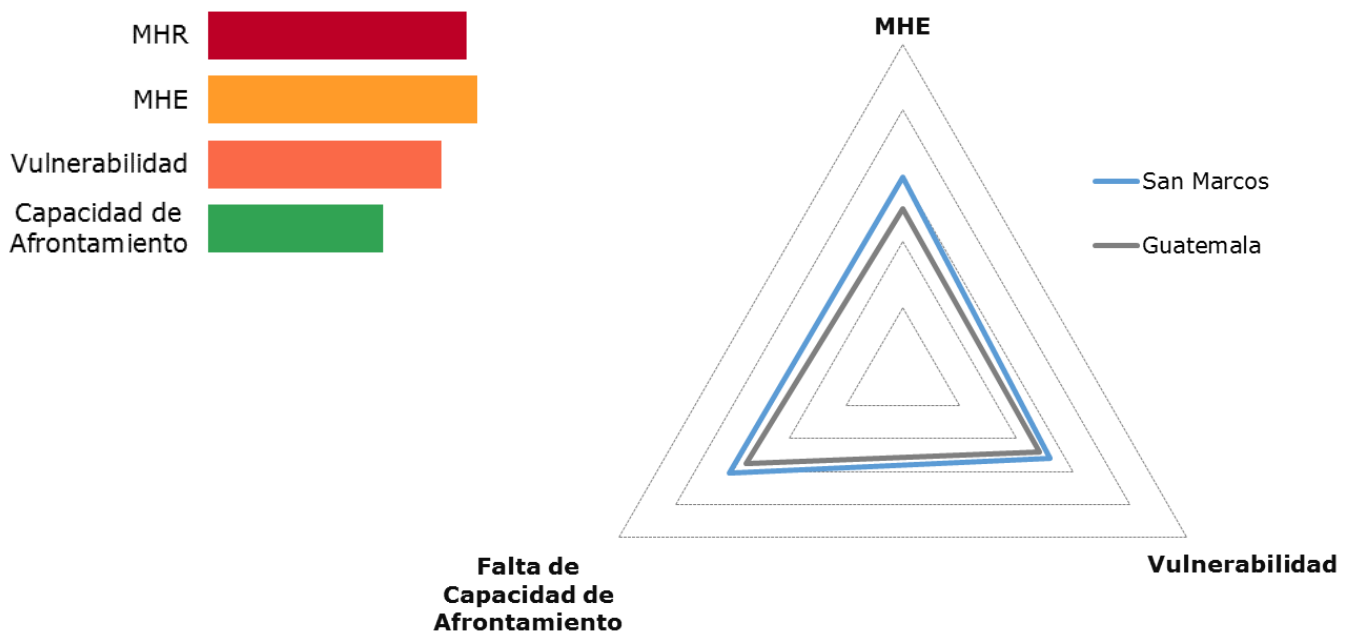 MHR
MHE
Vulnerabilidad
Capacidad de
Afrontamiento
MHE
San Marcos
Guatemala
Falta de
Capacidad de
Afrontamiento
Vulnerabilidad